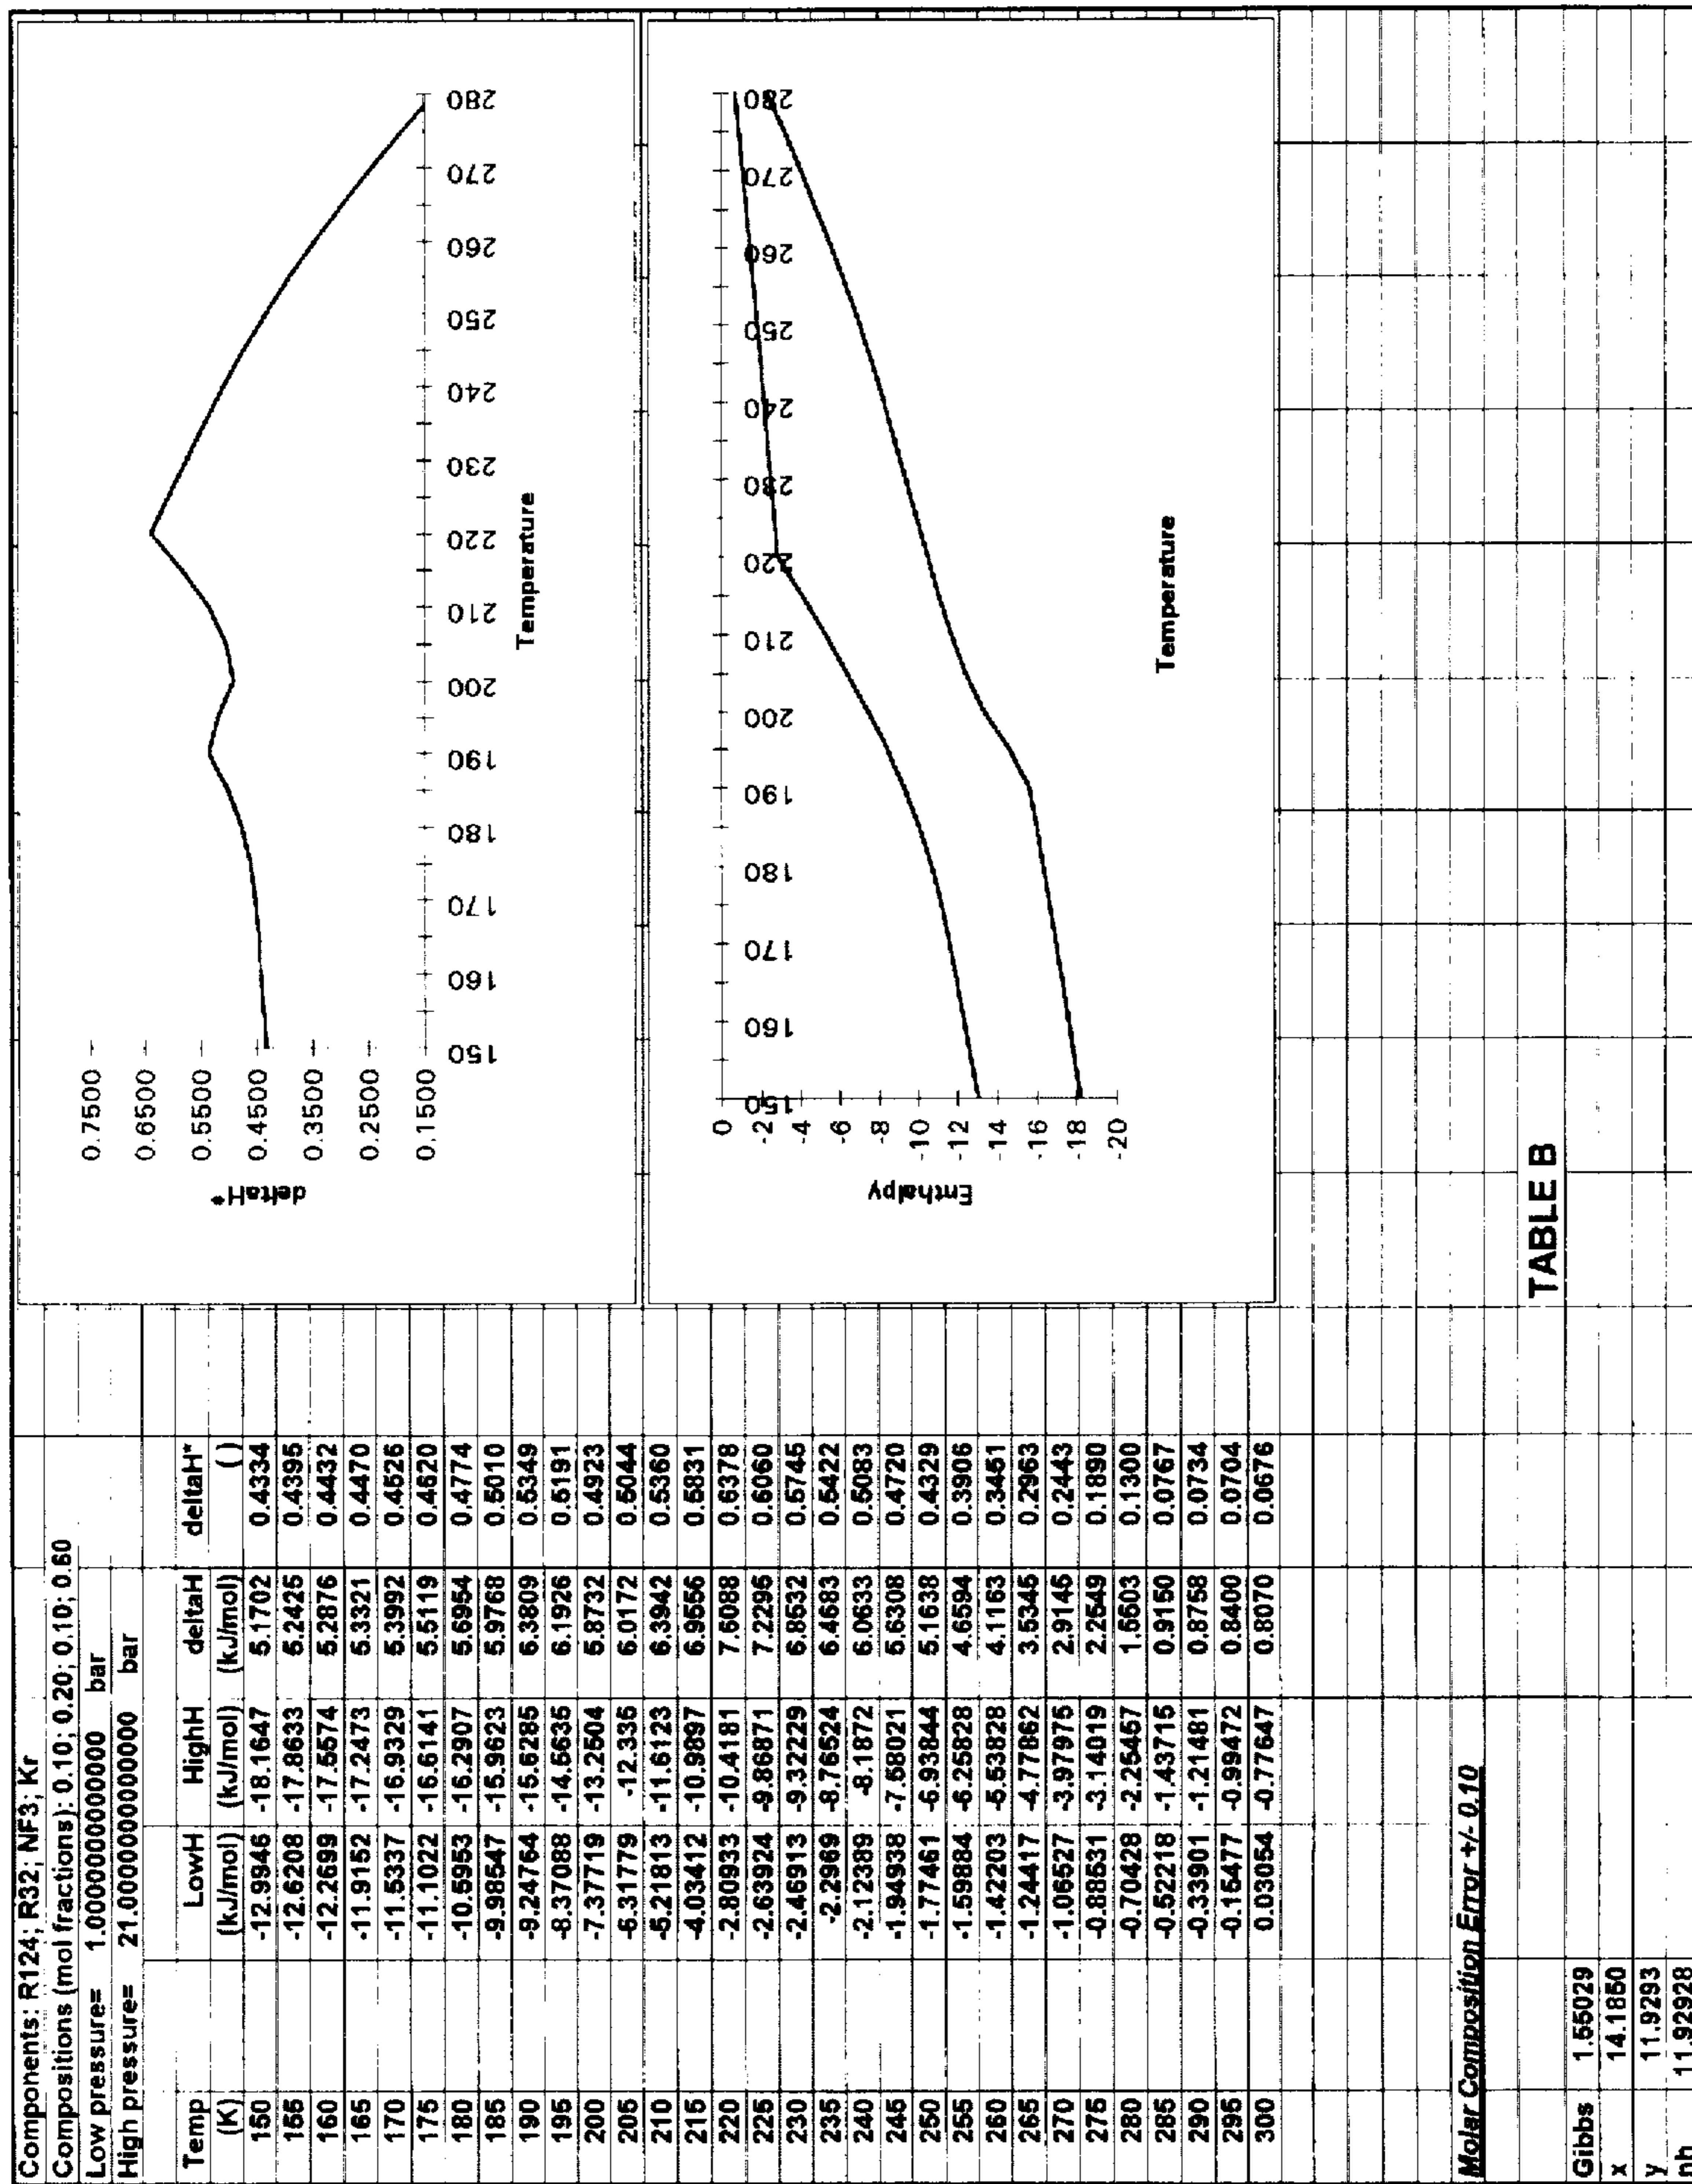 Components: R124; R32; NF3; Kr
Compositions (mol fractions): 0.10; 0.20; 0.10; 0.60
Low pressure= 1.00000000000000 bar
High pressure= 21.00000000000000 bar
Temp LowH HighH deltaH deltaH*
(K) (kJ/mol) (kJ/mol) (kJ/mol) ( )
150 -12.9946 -18.1647 5.1702 0.4334
155 -12.6208 -17.8633 5.2425 0.4395
160 -12.2699 -17.5574 5.2876 0.4432
165 -11.9152 -17.2473 5.3321 0.4470
170 -11.5337 -16.9329 5.3992 0.4526
175 -11.1022 -16.6141 5.5119 0.4620
180 -10.5953 -16.2907 5.6954 0.4774
185 -9.98547 -15.9623 5.9768 0.5010
190 -9.24764 -15.6285 6.3809 0.5349
195 -8.37088 -14.5635 6.1926 0.5191
200 -7.37719 -13.2504 5.8732 0.4923
205 -6.31779 -12.335 6.0172 0.5044
210 -5.21813 -11.6123 6.3942 0.5360
215 -4.03412 -10.9897 6.9556 0.5831
220 -2.80933 -10.4181 7.6088 0.6378
225 -2.63924 -9.86871 7.2295 0.6060
230 -2.46913 -9.32229 6.8532 0.5745
235 -2.2969 -8.76524 6.4683 0.5422
240 -2.12389 -8.1872 6.0633 0.5083
245 -1.94938 -7.58021 5.6308 0.4720
250 -1.77461 -6.93844 5.1638 0.4329
255 -1.59884 -6.25828 4.6594 0.3906
260 -1.42203 -5.53828 4.1163 0.3451
265 -1.24417 -4.77862 3.5345 0.2963
270 -1.06527 -3.97975 2.9145 0.2443
275 -0.88531 -3.14019 2.2549 0.1890
280 -0.70428 -2.25457 1.5503 0.1300
285 -0.52218 -1.43715 0.9150 0.0767
290 -0.33901 -1.21481 0.8758 0.0734
295 -0.15477 -0.99472 0.8400 0.0704
300 0.03054 -0.77647 0.8070 0.0676
Molar Composition Error +/- 0.10
Gibbs 1.55029
x 14.1850
y 11.9293
nh 11.92928
deltaH*
0.7500
0.6500
0.5500
0.4500
0.3500
0.2500
0.1500
150 160 170 180 190 200 210 220 230 240 250 260 270 280
Temperature
Enthalpy
0
-2
-4
-6
-8
-10
-12
-14
-16
-18
-20
150 160 170 180 190 200 210 220 230 240 250 260 270 280
Temperature
TABLE B